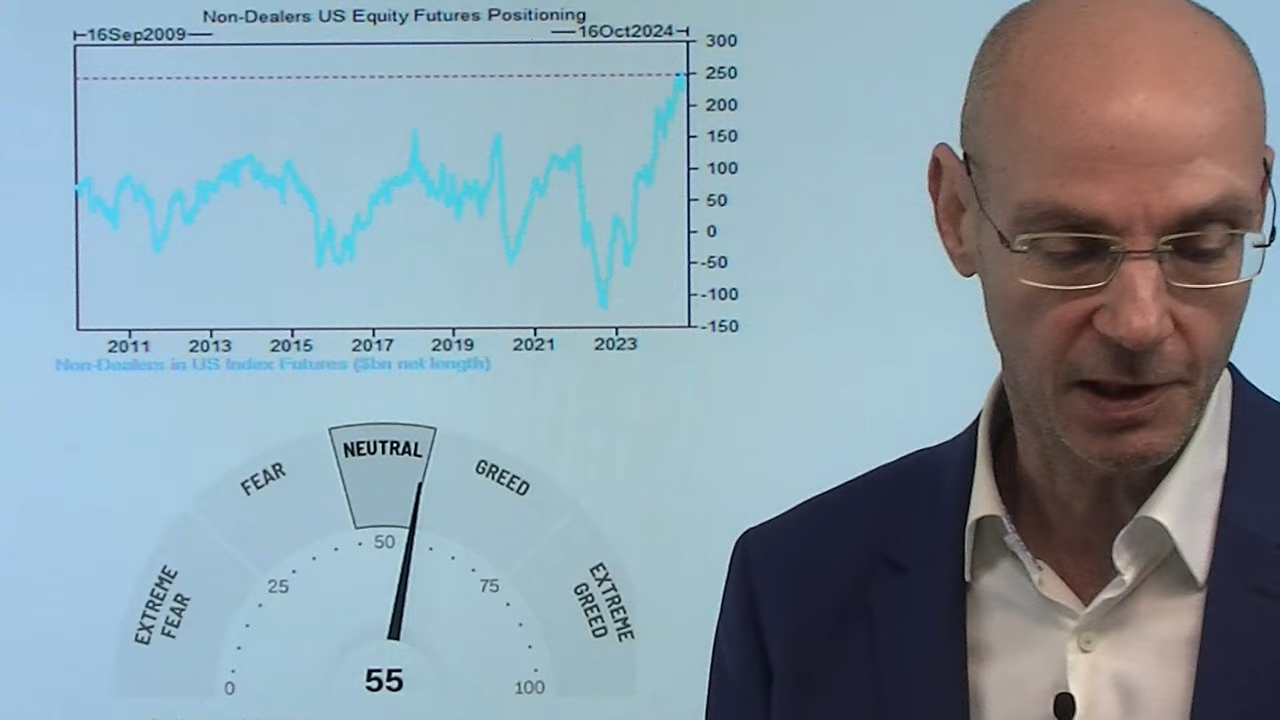 Non-Dealers US Equity Futures Positioning
16Sep2009
16Oct2024
300
250
200
150
100
50
0
-50
-100
-150
2011 2013 2015 2017 2019 2021 2023
Non-Dealers in US Index Futures ($bn net length)
NEUTRAL
FEAR
GREED
EXTREME
FEAR
EXTREME
GREED
50
25
75
0
100
55